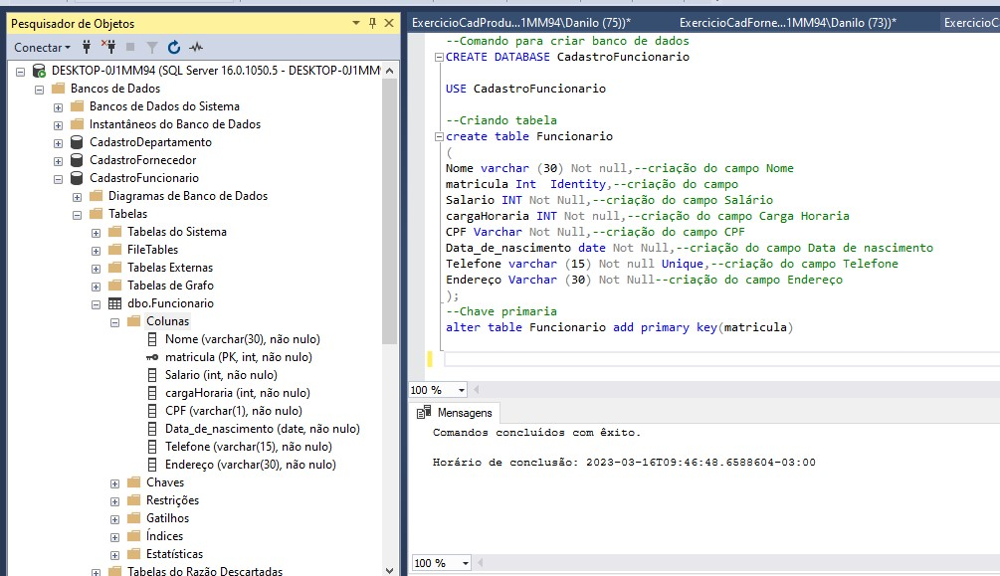 Pesquisador de Objetos
Conectar
DESKTOP-0J1MM94 (SQL Server 16.0.1050.5 - DESKTOP-0J1MM
Bancos de Dados
Bancos de Dados do Sistema
Instantâneos do Banco de Dados
CadastroDepartamento
CadastroFornecedor
CadastroFuncionario
Diagramas de Banco de Dados
Tabelas
Tabelas do Sistema
FileTables
Tabelas Externas
Tabelas de Grafo
dbo.Funcionario
Colunas
Nome (varchar(30), não nulo)
matricula (PK, int, não nulo)
Salario (int, não nulo)
cargaHoraria (int, não nulo)
CPF (varchar(1), não nulo)
Data_de_nascimento (date, não nulo)
Telefone (varchar(15), não nulo)
Endereço (varchar(30), não nulo)
Chaves
Restrições
Gatilhos
Índices
Estatísticas
Tabelas do Razão Descartadas
ExercicioCadProdu...1MM94\Danilo (75))*
ExercicioCadForne...1MM94\Danilo (73))*
ExercicioC
--Comando para criar banco de dados
CREATE DATABASE CadastroFuncionario
USE CadastroFuncionario
--Criando tabela
create table Funcionario
(
Nome varchar (30) Not null,--criação do campo Nome
matricula Int  Identity,--criação do campo
Salario INT Not Null,--criação do campo Salário
cargaHoraria INT Not null,--criação do campo Carga Horaria
CPF Varchar Not Null,--criação do campo CPF
Data_de_nascimento date Not Null,--criação do campo Data de nascimento
Telefone varchar (15) Not null Unique,--criação do campo Telefone
Endereço Varchar (30) Not Null--criação do campo Endereço
);
--Chave primaria
alter table Funcionario add primary key(matricula)
100 %
Mensagens
Comandos concluídos com êxito.
Horário de conclusão: 2023-03-16T09:46:48.6588604-03:00
100 %